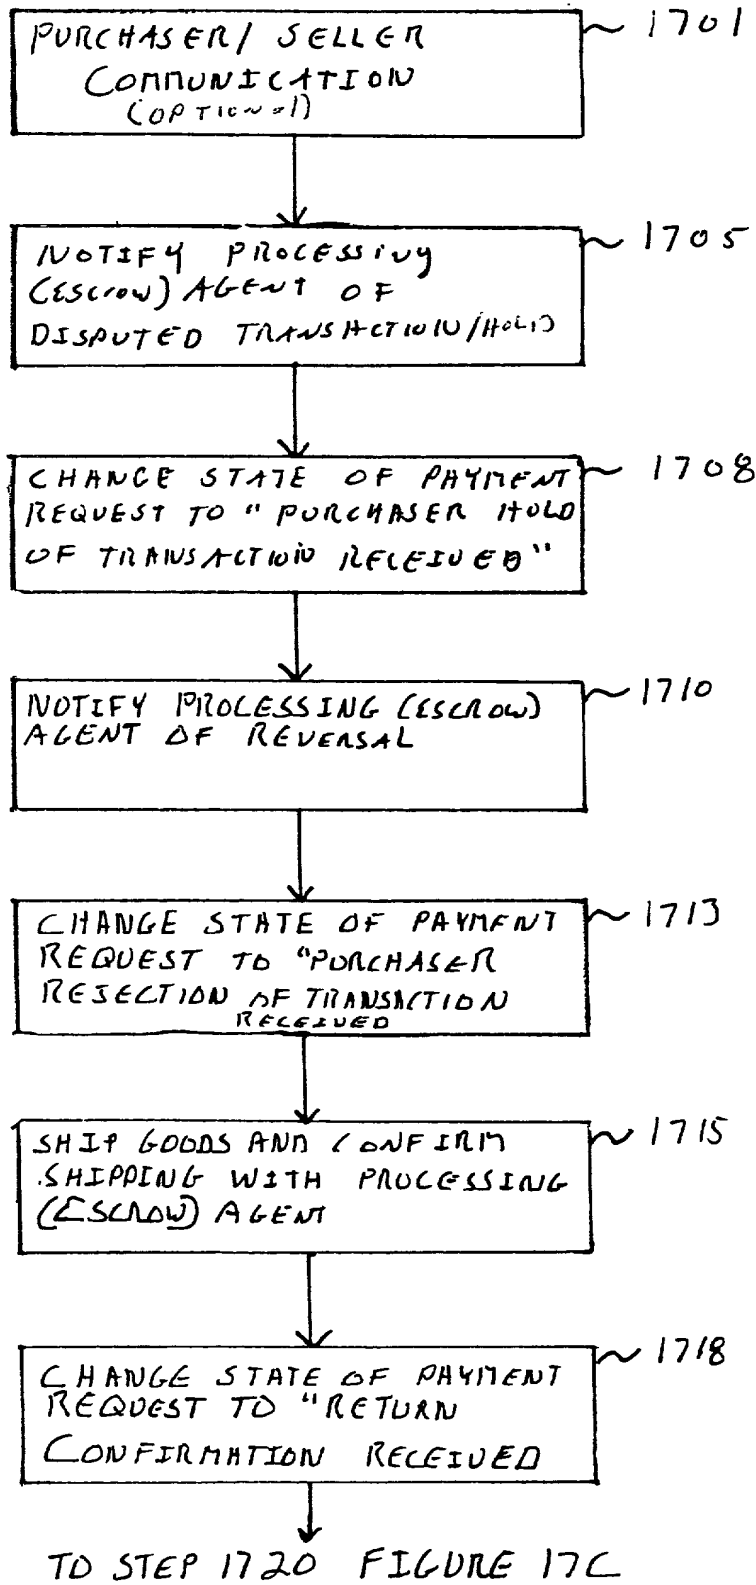 PURCHASER/ SELLER
1701
COMMUNICATION
(OPTIONAL)
NOTIFY PROCESSING
1705
(ESCROW) AGENT OF
DISPUTED TRANSACTION/HOLD
CHANGE STATE OF PAYMENT
1708
REQUEST TO "PURCHASER HOLD
OF TRANSACTION RECEIVED"
NOTIFY PROCESSING (ESCROW)
1710
AGENT OF REVERSAL
CHANGE STATE OF PAYMENT
1713
REQUEST TO "PURCHASER
REJECTION OF TRANSACTION
RECEIVED
SHIP GOODS AND CONFIRM
1715
SHIPPING WITH PROCESSING
(ESCROW) AGENT
CHANGE STATE OF PAYMENT
1718
REQUEST TO "RETURN
CONFIRMATION RECEIVED
TO STEP 1720 FIGURE 17C